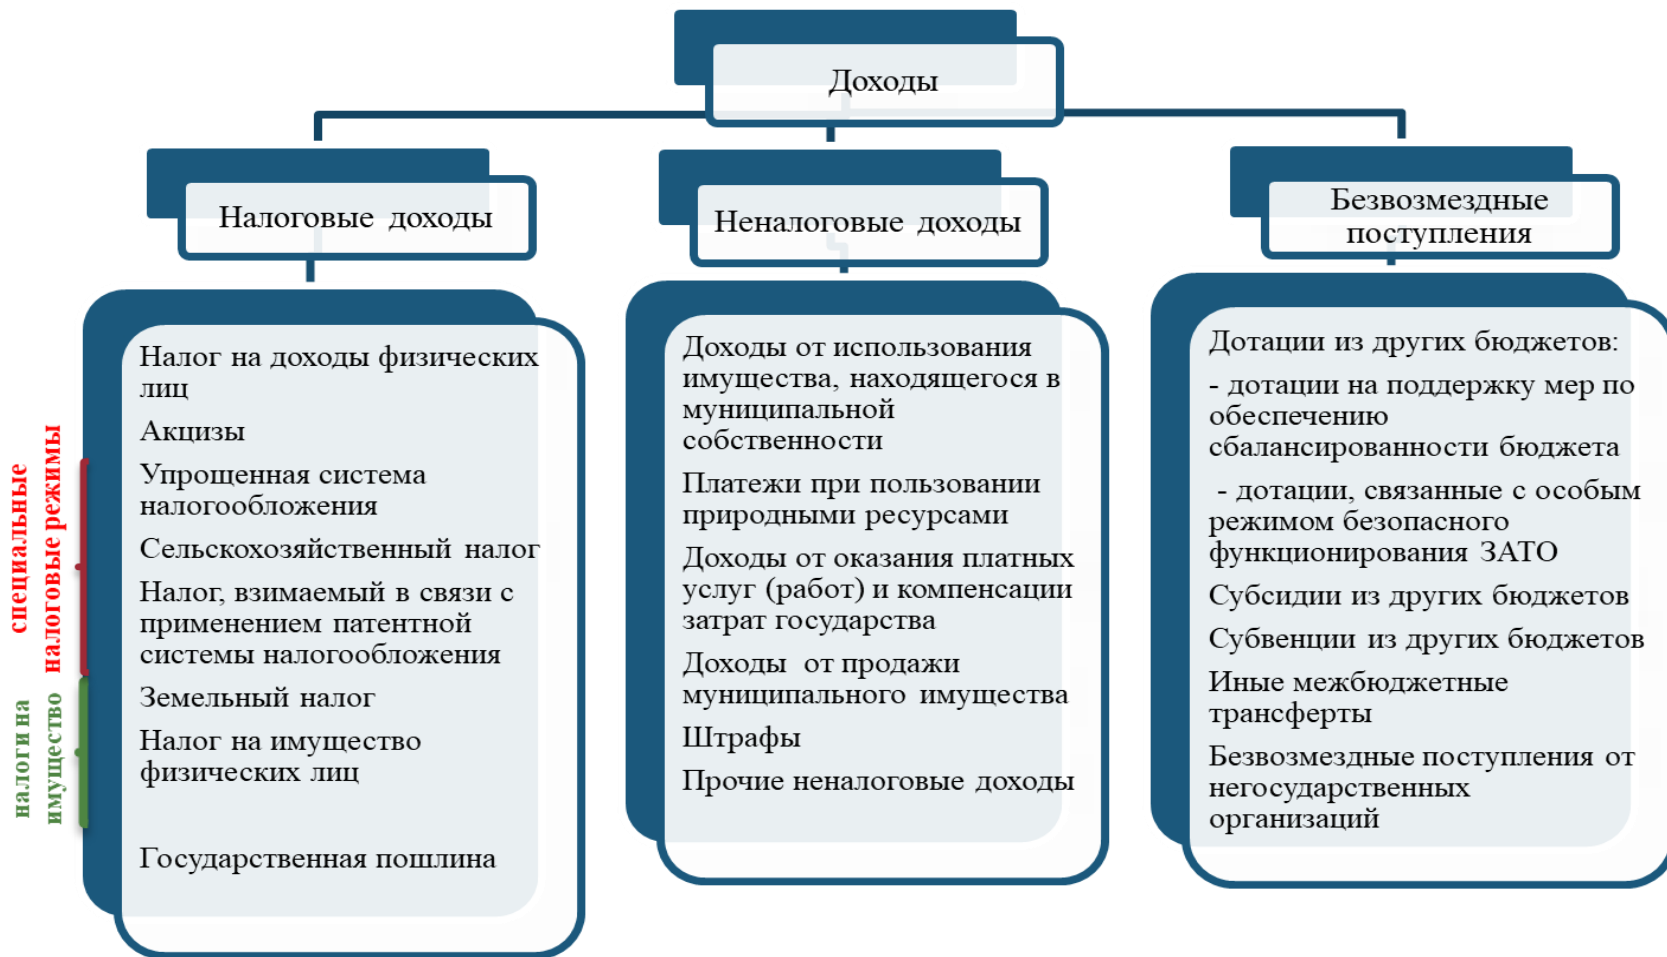 Доходы
Налоговые доходы
Неналоговые доходы
Безвозмездные
поступления
специальные
налоговые режимы
налоги на
имущество
Налог на доходы физических
лиц
Акцизы
Упрощенная система
налогообложения
Сельскохозяйственный налог
Налог, взимаемый в связи с
применением патентной
системы налогообложения
Земельный налог
Налог на имущество
физических лиц
Государственная пошлина
Доходы от использования
имущества, находящегося в
муниципальной
собственности
Платежи при пользовании
природными ресурсами
Доходы от оказания платных
услуг (работ) и компенсации
затрат государства
Доходы от продажи
муниципального имущества
Штрафы
Прочие неналоговые доходы
Дотации из других бюджетов:
- дотации на поддержку мер по
обеспечению
сбалансированности бюджета
- дотации, связанные с особым
режимом безопасного
функционирования ЗАТО
Субсидии из других бюджетов
Субвенции из других бюджетов
Иные межбюджетные
трансферты
Безвозмездные поступления от
негосударственных
организаций